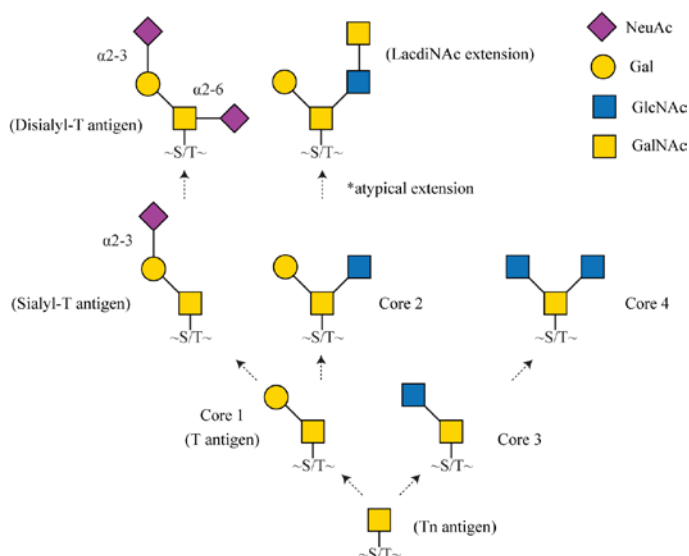 NeuAc
α2-3
(LacdiNAc extension)
Gal
α2-6
GlcNAc
(Disialyl-T antigen)
~S/T~
~S/T~
GalNAc
*atypical extension
α2-3
(Sialyl-T antigen)
Core 2
Core 4
~S/T~
~S/T~
~S/T~
Core 1
(T antigen)
Core 3
~S/T~
~S/T~
(Tn antigen)
~S/T~